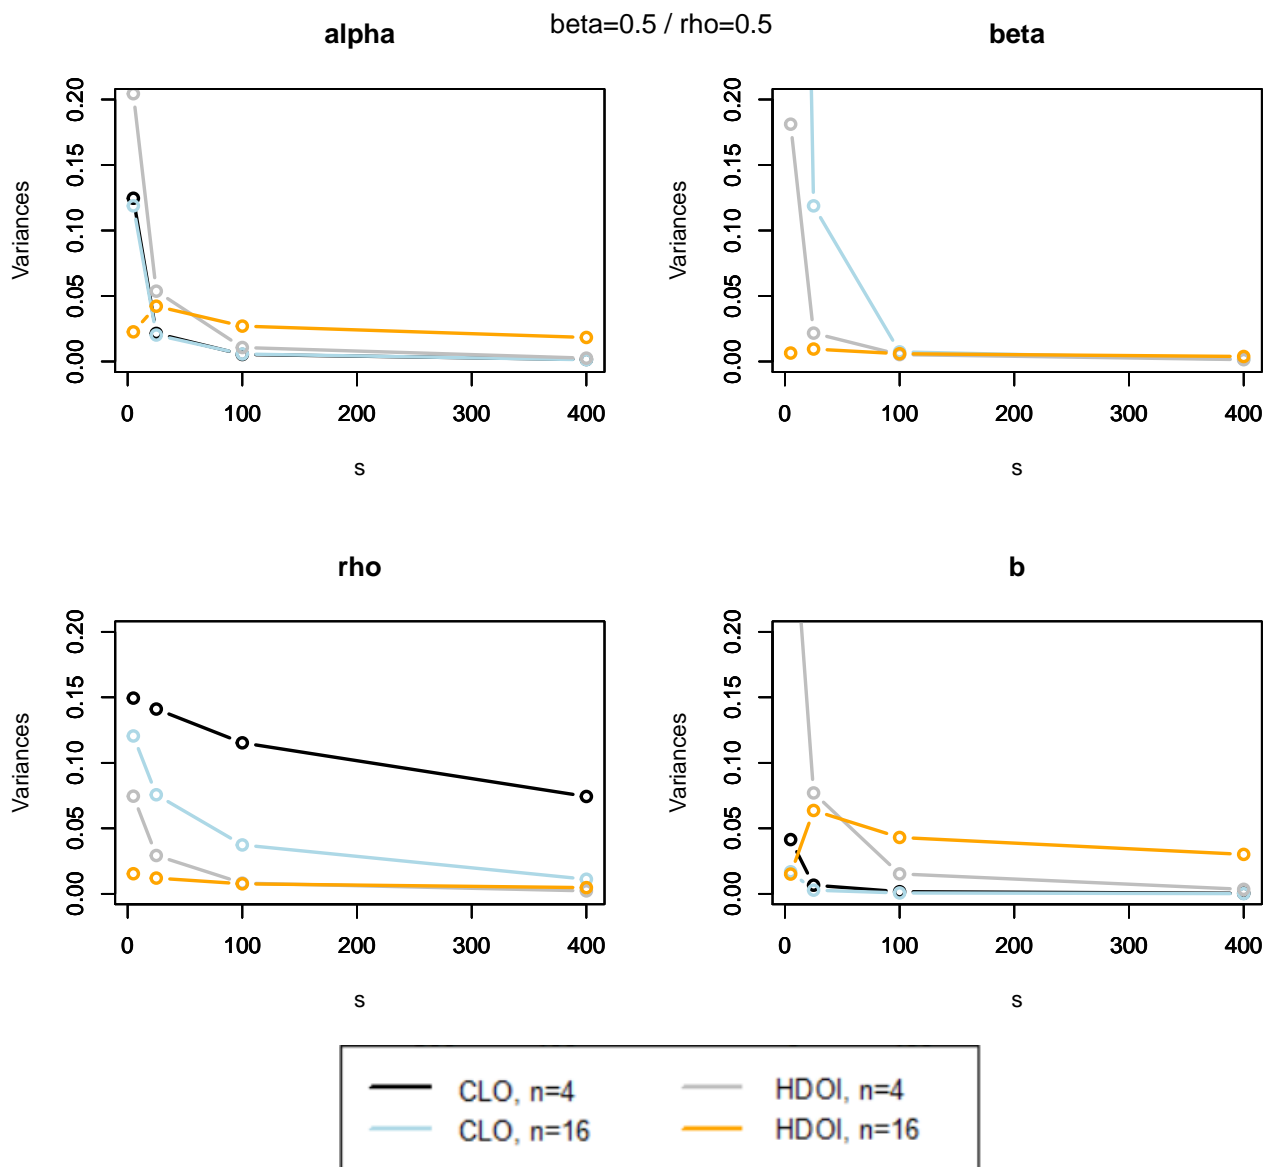 beta=0.5 / rho=0.5
alpha
Variances
0.00 0.05 0.10 0.15 0.20
0 100 200 300 400
s
beta
Variances
0.00 0.05 0.10 0.15 0.20
0 100 200 300 400
s
rho
Variances
0.00 0.05 0.10 0.15 0.20
0 100 200 300 400
s
b
Variances
0.00 0.05 0.10 0.15 0.20
0 100 200 300 400
s
CLO, n=4
CLO, n=16
HDOI, n=4
HDOI, n=16